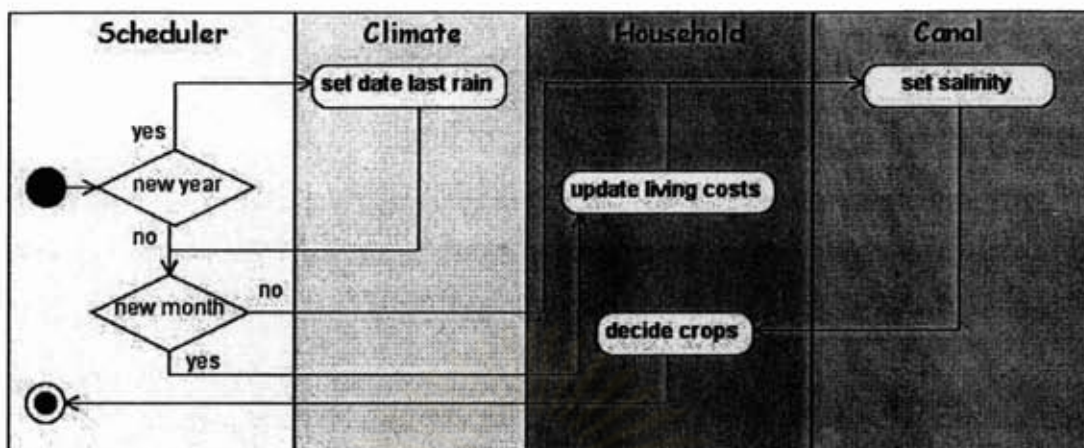 Scheduler
Climate
Household
Canal
set date last rain
set salinity
yes
new year
update living costs
no
new month
no
decide crops
yes